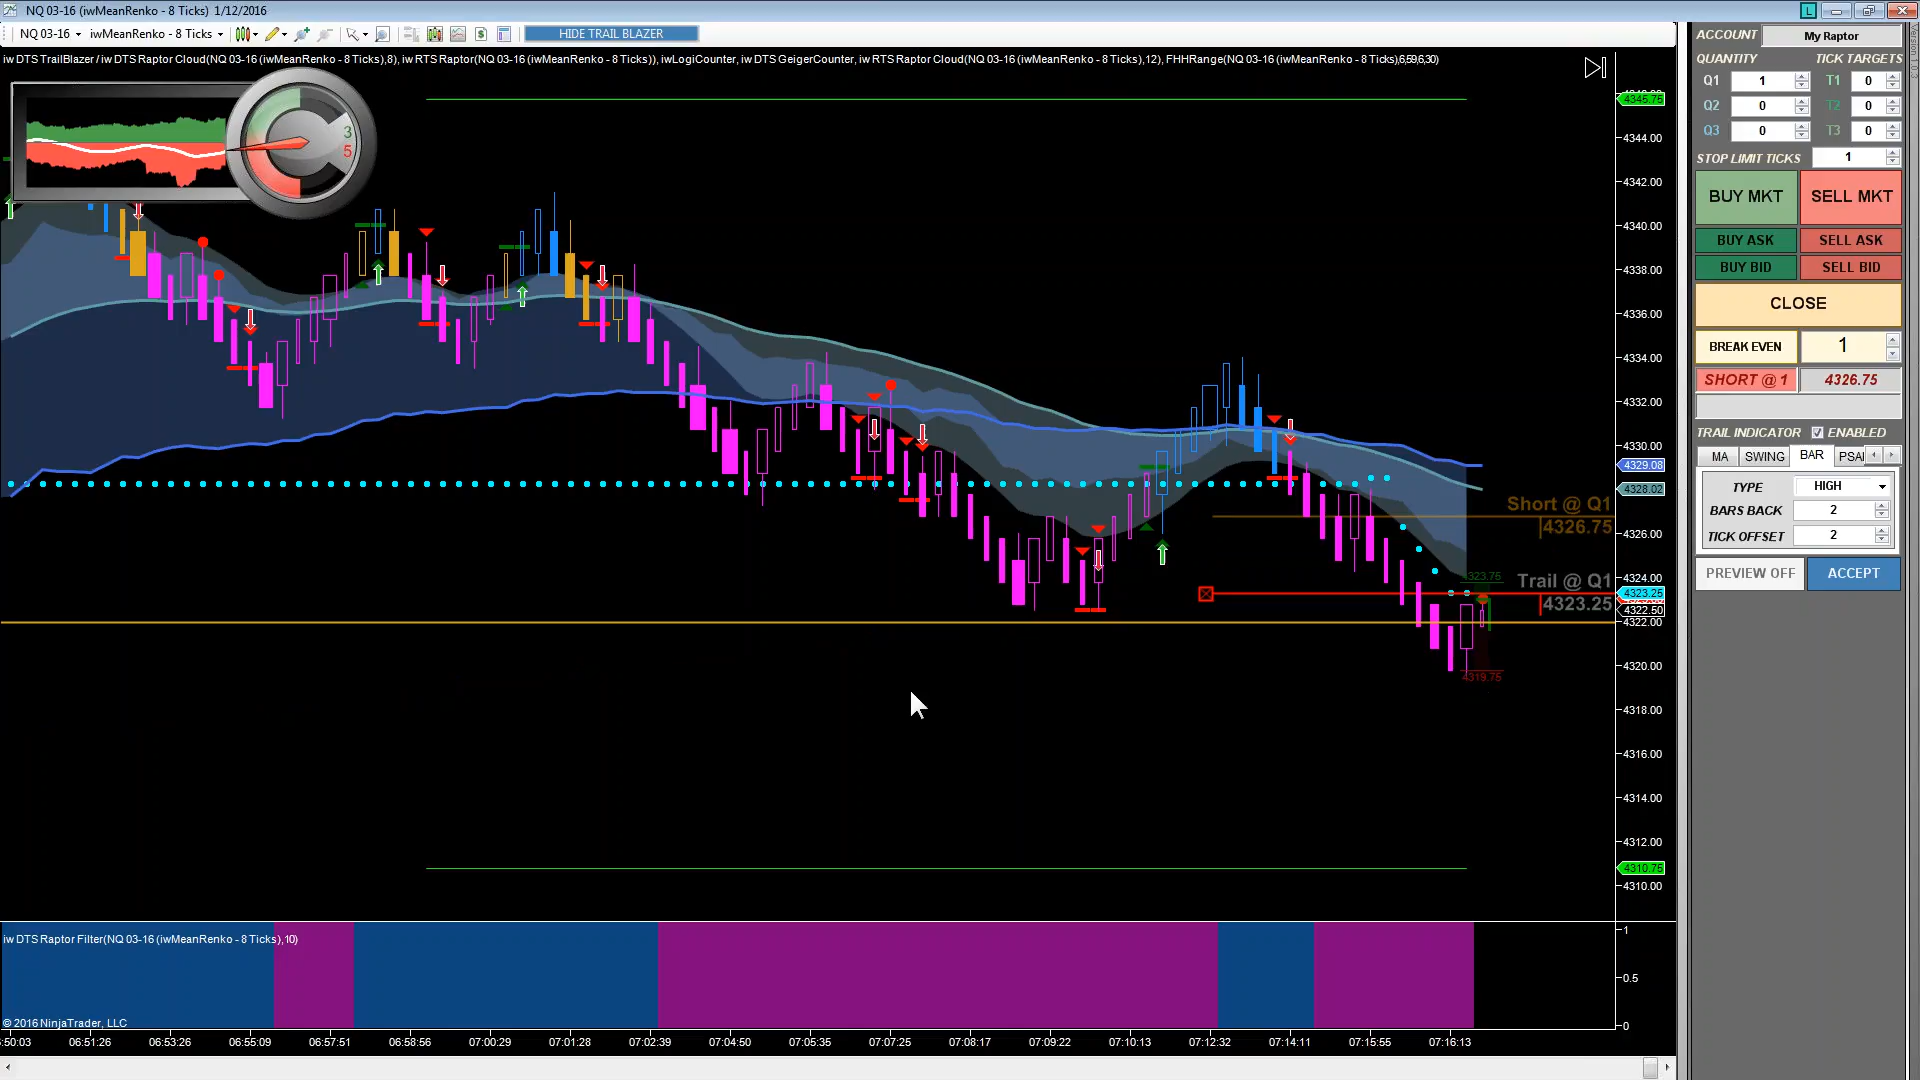 NQ 03-16 (iwMeanRenko - 8 Ticks) 1/12/2016
NQ 03-16 iwMeanRenko - 8 Ticks HIDE TRAIL BLAZER
iw DTS TrailBlazer / iw DTS Raptor Cloud(NQ 03-16 (iwMeanRenko - 8 Ticks),8), iw RTS Raptor(NQ 03-16 (iwMeanRenko - 8 Ticks)), iwLogiCounter, iw DTS GeigerCounter, iw RTS Raptor Cloud(NQ 03-16 (iwMeanRenko - 8 Ticks),12), FHHRange(NQ 03-16 (iwMeanRenko - 8 Ticks),6,59,6,30)
3
5
4345.75
4344.00
4342.00
4340.00
4338.00
4336.00
4334.00
4332.00
4330.00
4329.08
4328.02
Short @ Q1
4326.75
4326.00
4323.75
4324.00
Trail @ Q1
4323.25
4323.25
4322.50
4322.00
4320.00
4319.75
4318.00
4316.00
4314.00
4312.00
4310.75
4310.00
iw DTS Raptor Filter(NQ 03-16 (iwMeanRenko - 8 Ticks),10)
1
0.5
0
© 2016 NinjaTrader, LLC
:50:03 06:51:26 06:53:26 06:55:09 06:57:51 06:58:56 07:00:29 07:01:28 07:02:39 07:04:50 07:05:35 07:07:25 07:08:17 07:09:22 07:10:13 07:12:32 07:14:11 07:15:55 07:16:13
L
Version 1.0.3
ACCOUNT My Raptor
QUANTITY TICK TARGETS
Q1 1 T1 0
Q2 0 T2 0
Q3 0 T3 0
STOP LIMIT TICKS 1
BUY MKT SELL MKT
BUY ASK SELL ASK
BUY BID SELL BID
CLOSE
BREAK EVEN 1
SHORT @ 1 4326.75
TRAIL INDICATOR ENABLED
MA SWING BAR PSA
TYPE HIGH
BARS BACK 2
TICK OFFSET 2
PREVIEW OFF ACCEPT